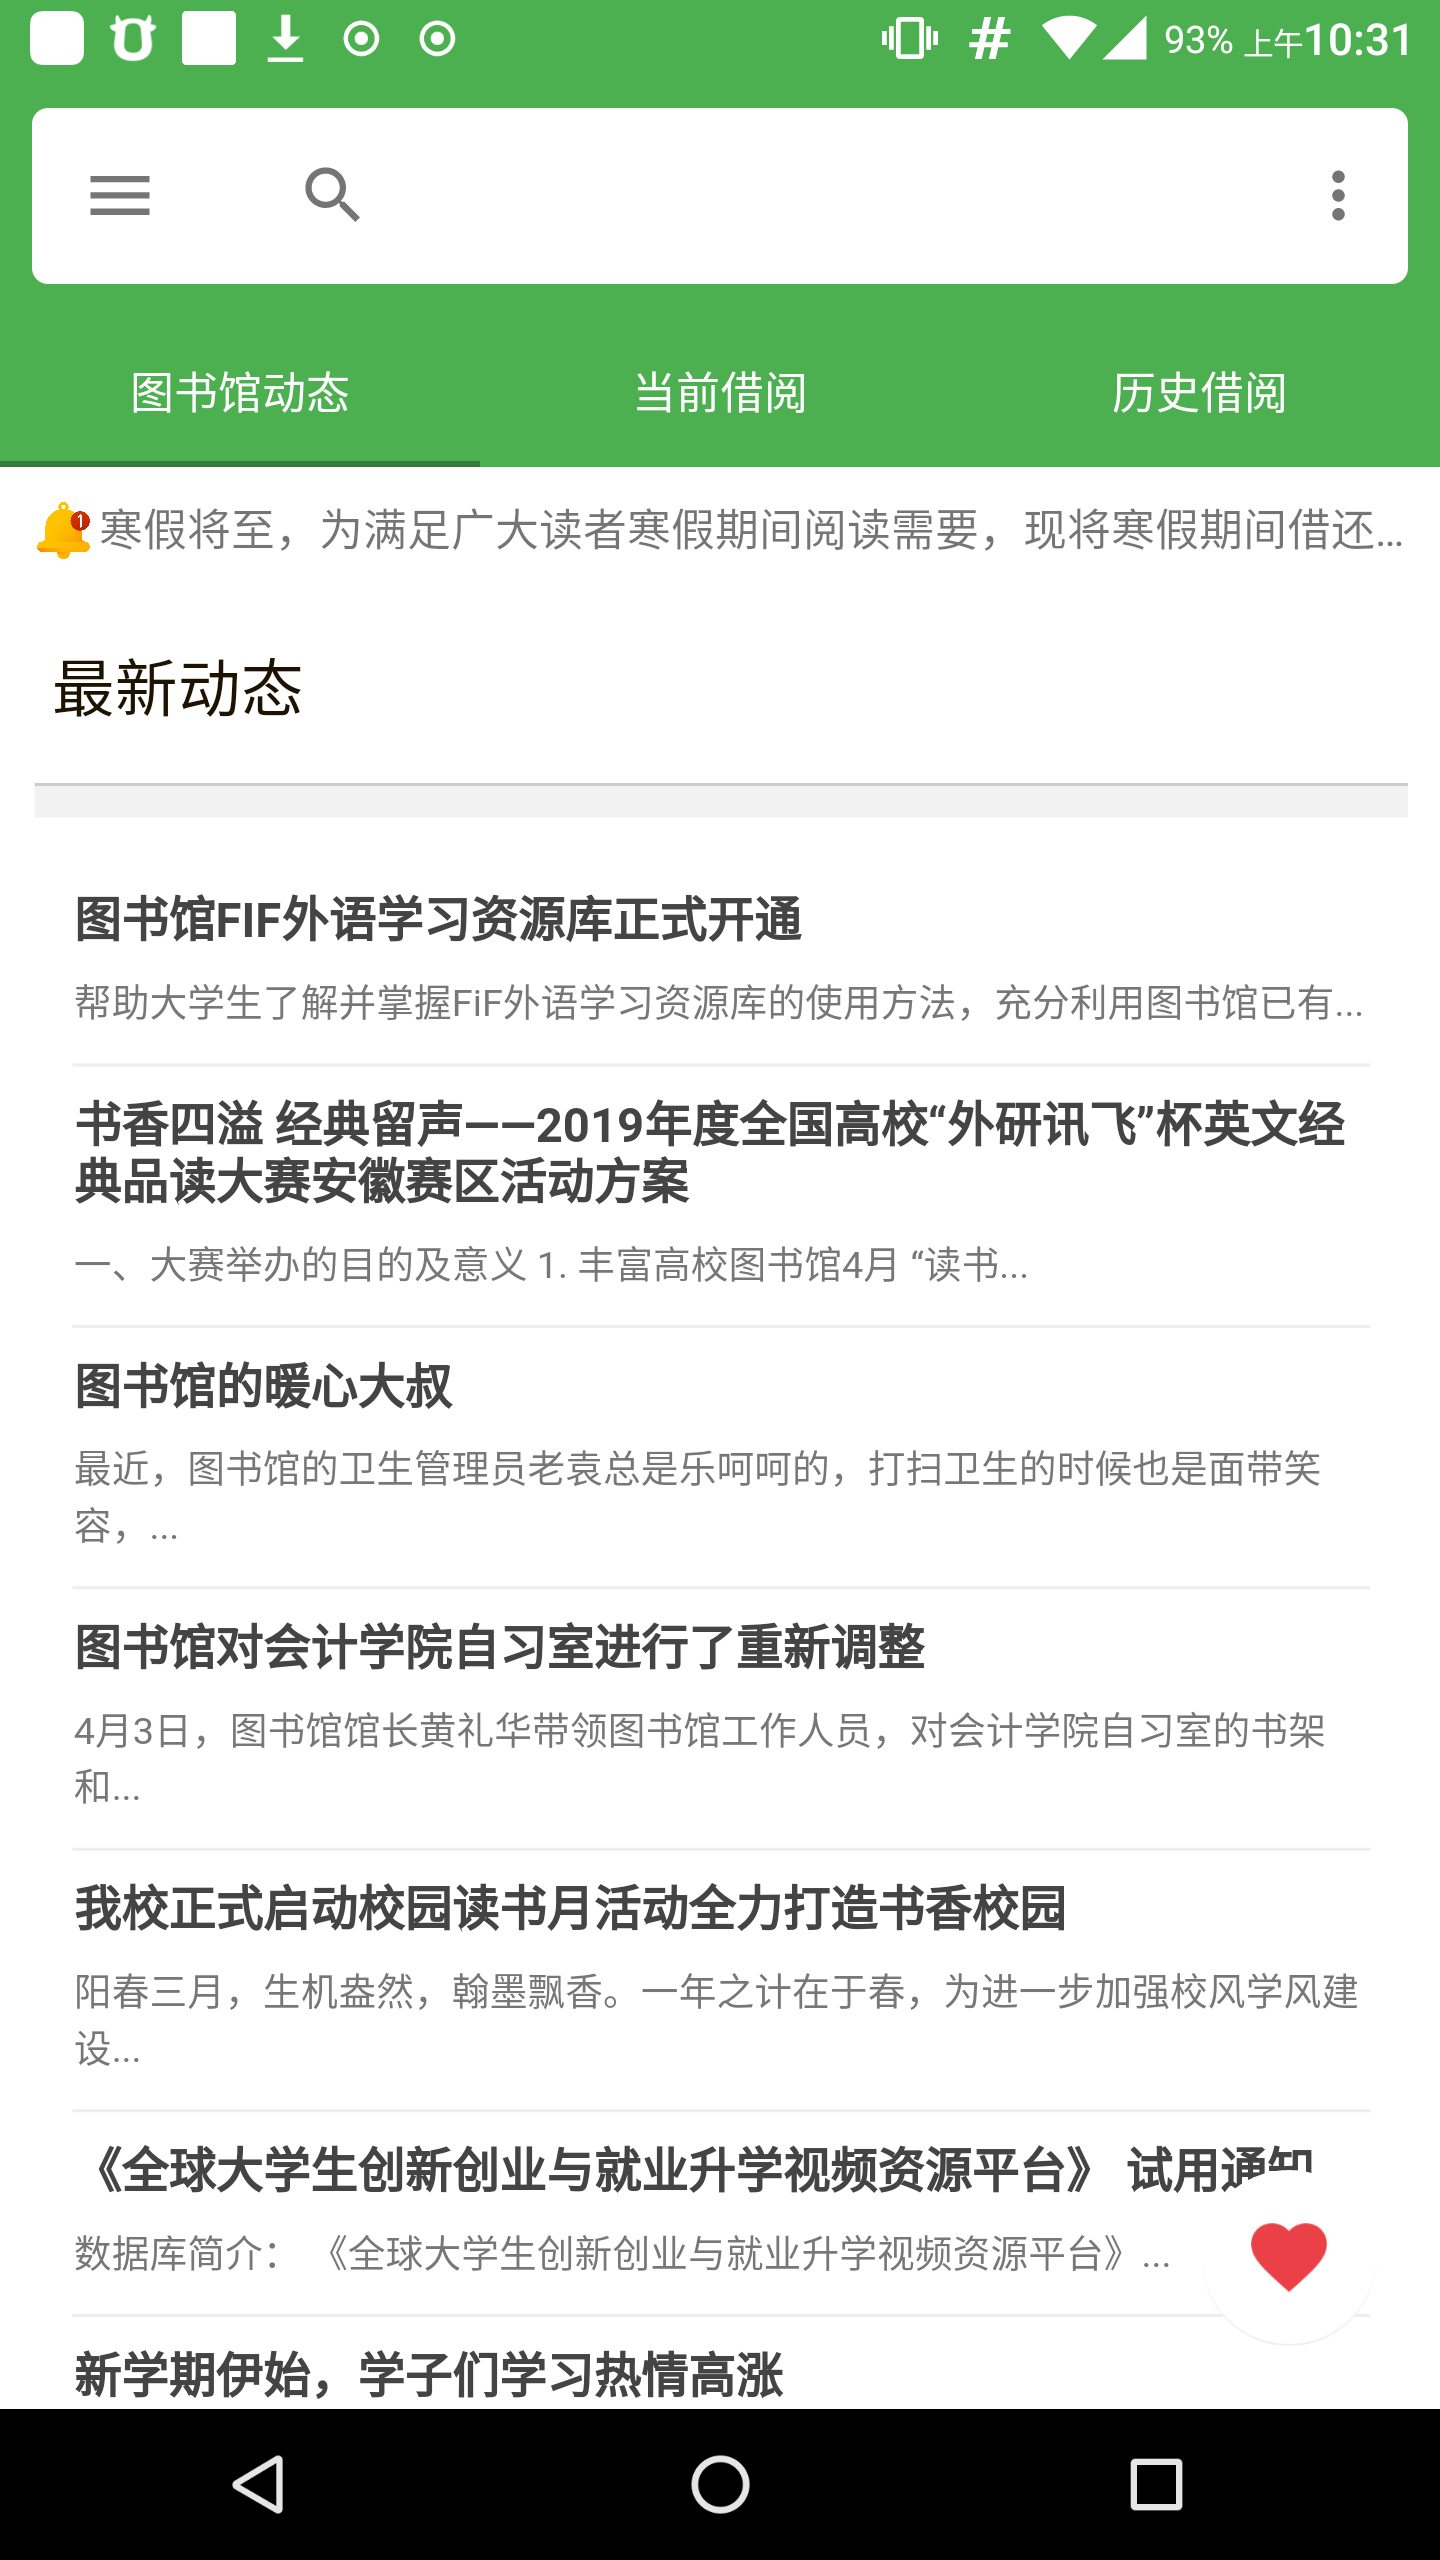 93% 上午10:31
图书馆动态 当前借阅 历史借阅
1 寒假将至，为满足广大读者寒假期间阅读需要，现将寒假期间借还...
最新动态
图书馆FIF外语学习资源库正式开通
帮助大学生了解并掌握FiF外语学习资源库的使用方法，充分利用图书馆已有...
书香四溢 经典留声——2019年度全国高校“外研讯飞”杯英文经
典品读大赛安徽赛区活动方案
一、大赛举办的目的及意义 1. 丰富高校图书馆4月 “读书...
图书馆的暖心大叔
最近，图书馆的卫生管理员老袁总是乐呵呵的，打扫卫生的时候也是面带笑
容，...
图书馆对会计学院自习室进行了重新调整
4月3日，图书馆馆长黄礼华带领图书馆工作人员，对会计学院自习室的书架
和...
我校正式启动校园读书月活动全力打造书香校园
阳春三月，生机盎然，翰墨飘香。一年之计在于春，为进一步加强校风学风建
设...
《全球大学生创新创业与就业升学视频资源平台》 试用通知
数据库简介： 《全球大学生创新创业与就业升学视频资源平台》...
新学期伊始，学子们学习热情高涨